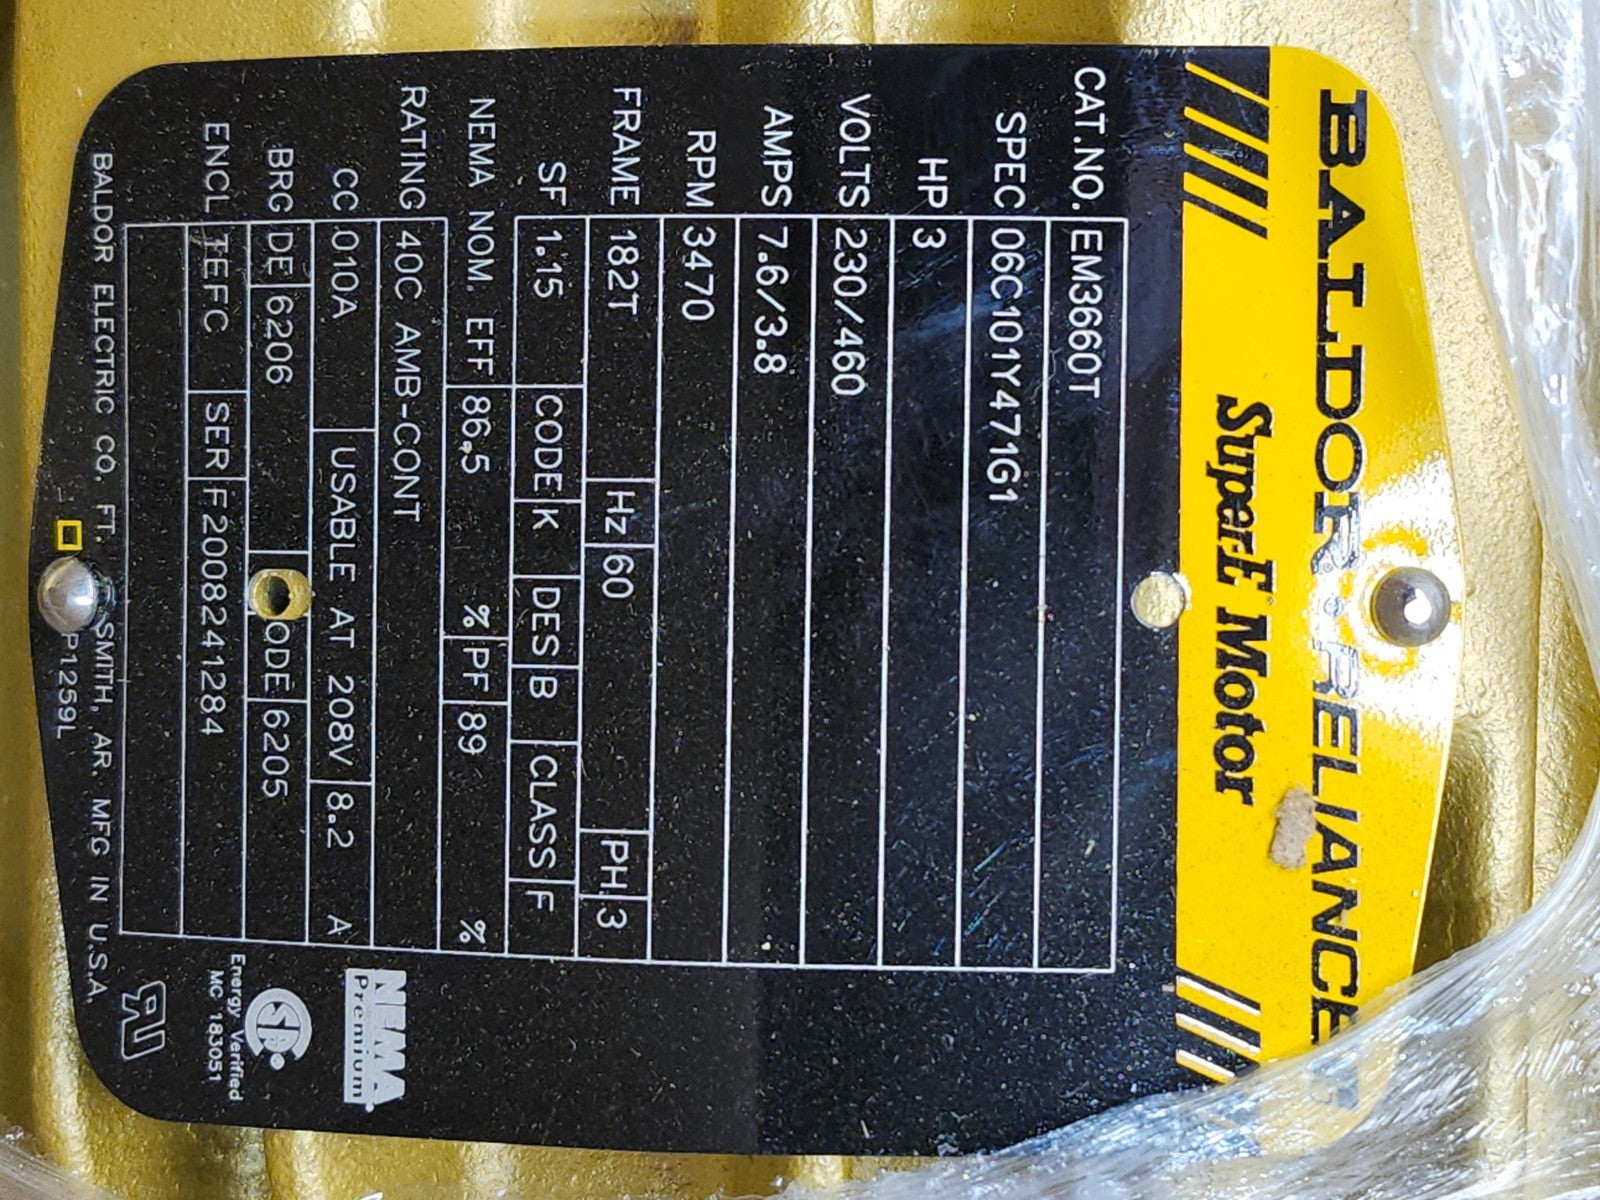 BALDOR·RELIANCE
SuperE Motor
CAT.NO. EM3660T
SPEC 06C101Y471G1
HP 3
VOLTS 230/460
AMPS 7.6/3.8
RPM 3470
FRAME 182T Hz 60 PH 3
SF 1.15 CODE K DES B CLASS F
NEMA NOM. EFF 86.5 % PF 89 %
RATING 40C AMB-CONT
CC 010A USABLE AT 208V 8.2 A
BRG DE 6206 ODE 6205
ENCL TEFC SER F2008241284
BALDOR ELECTRIC CO. FT. SMITH, AR. MFG IN U.S.A.
P1259L
NEMA
Premium
Energy Verified
MC 183051